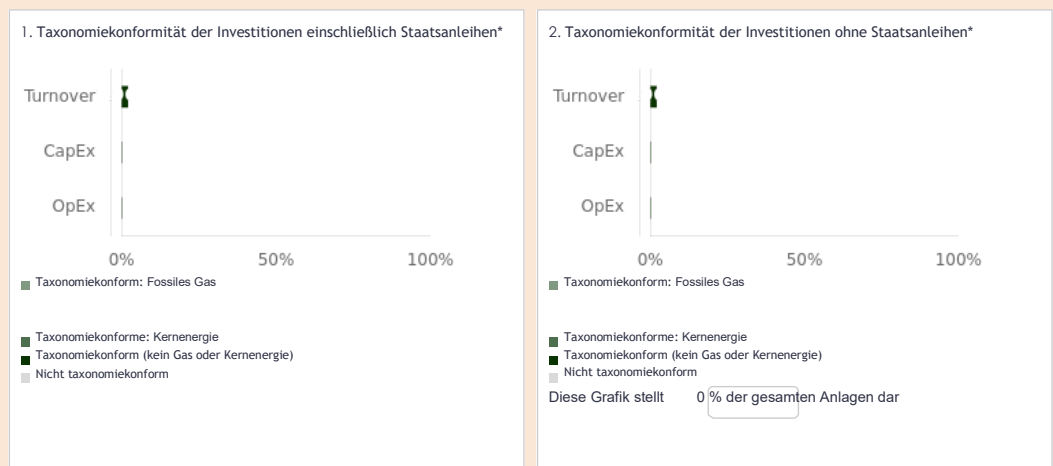 1. Taxonomiekonformität der Investitionen einschließlich Staatsanleihen*
Turnover
CapEx
OpEx
0% 50% 100%
Taxonomiekonform: Fossiles Gas
Taxonomiekonforme: Kernenergie
Taxonomiekonform (kein Gas oder Kernenergie)
Nicht taxonomiekonform
2. Taxonomiekonformität der Investitionen ohne Staatsanleihen*
Turnover
CapEx
OpEx
0% 50% 100%
Taxonomiekonform: Fossiles Gas
Taxonomiekonforme: Kernenergie
Taxonomiekonform (kein Gas oder Kernenergie)
Nicht taxonomiekonform
Diese Grafik stellt 0 % der gesamten Anlagen dar